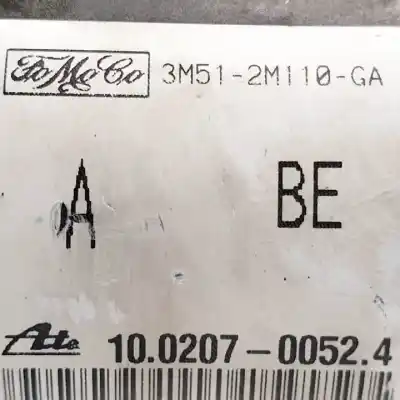 FoMoCo 3M51-2M110-GA
A BE
Ate 10.0207-0052.4